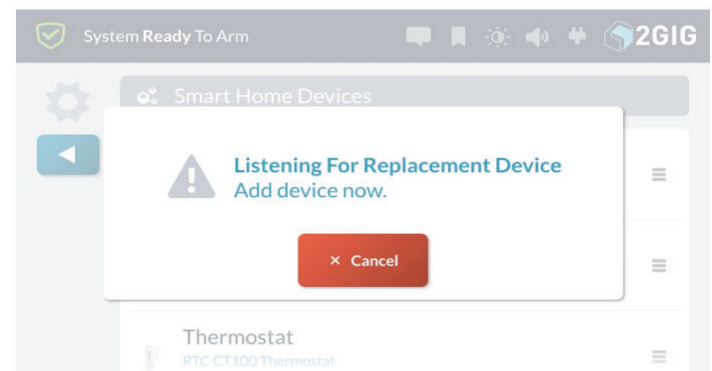 System Ready To Arm
2GIG
Smart Home Devices
Listening For Replacement Device
Add device now.
× Cancel
Thermostat
RTC CT100 Thermostat